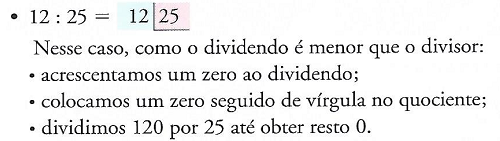 • 12 : 25 = 12 25
Nesse caso, como o dividendo é menor que o divisor:
• acrescentamos um zero ao dividendo;
• colocamos um zero seguido de vírgula no quociente;
• dividimos 120 por 25 até obter resto 0.